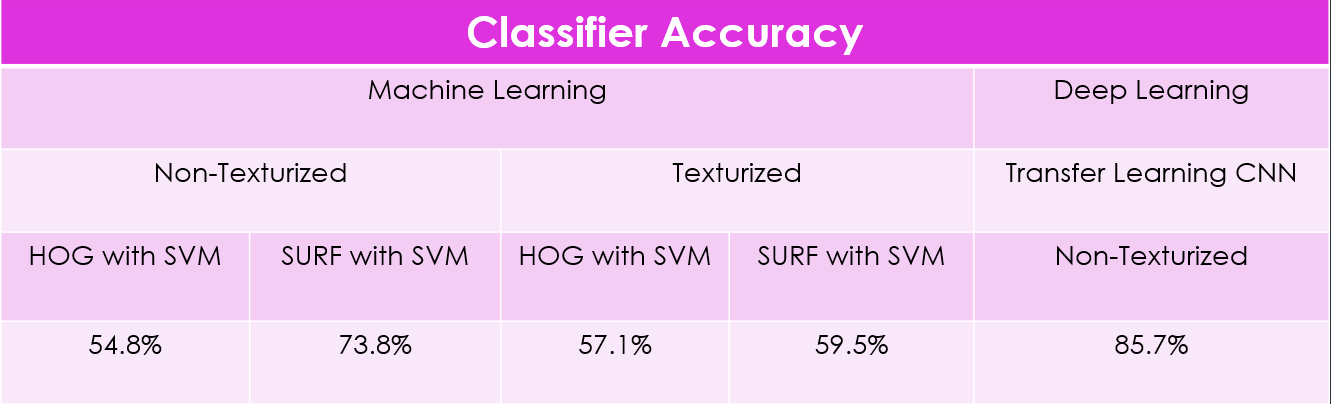 Classifier Accuracy
Machine Learning Deep Learning
Non-Texturized Texturized Transfer Learning CNN
HOG with SVM SURF with SVM HOG with SVM SURF with SVM Non-Texturized
54.8% 73.8% 57.1% 59.5% 85.7%